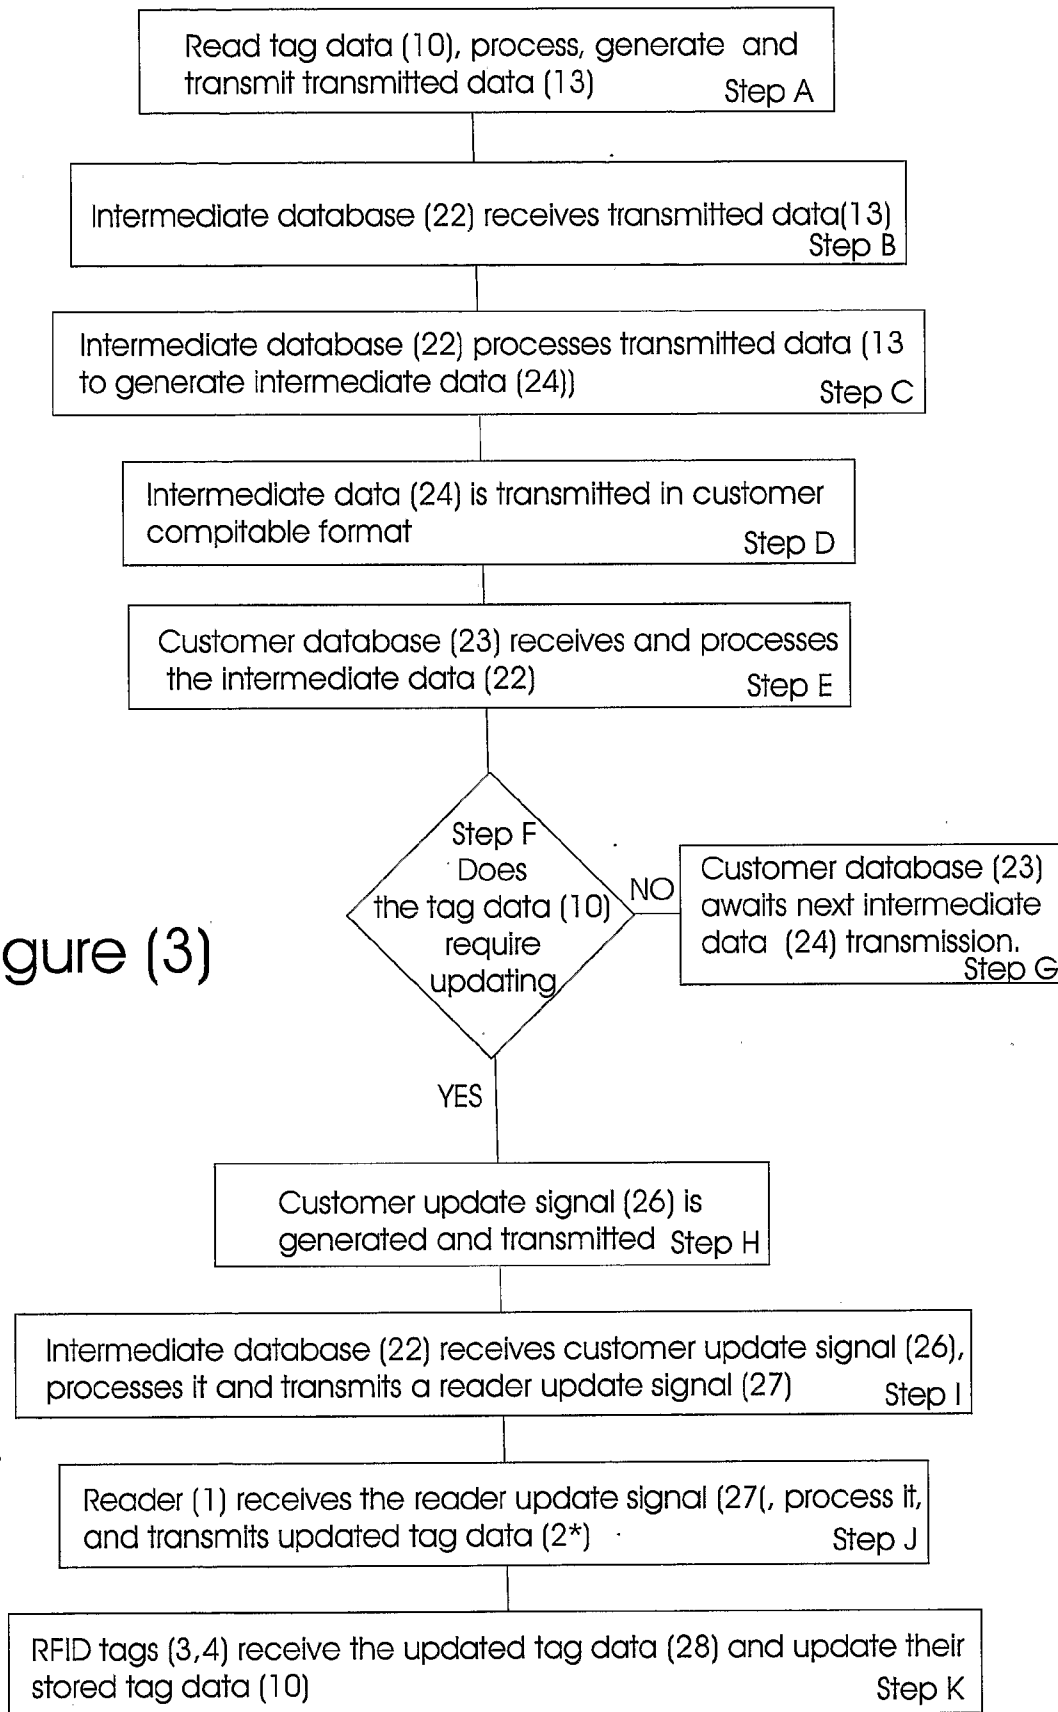 Read tag data (10), process, generate and
transmit transmitted data (13)
Step A
Intermediate database (22) receives transmitted data(13)
Step B
Intermediate database (22) processes transmitted data (13
to generate intermediate data (24))
Step C
Intermediate data (24) is transmitted in customer
compitable format
Step D
Customer database (23) receives and processes
the intermediate data (22)
Step E
Step F
Does
the tag data (10)
require
updating
NO
Customer database (23)
awaits next intermediate
data (24) transmission.
Step G
gure (3)
YES
Customer update signal (26) is
generated and transmitted
Step H
Intermediate database (22) receives customer update signal (26),
processes it and transmits a reader update signal (27)
Step I
Reader (1) receives the reader update signal (27(, process it,
and transmits updated tag data (2*)
Step J
RFID tags (3,4) receive the updated tag data (28) and update their
stored tag data (10)
Step K